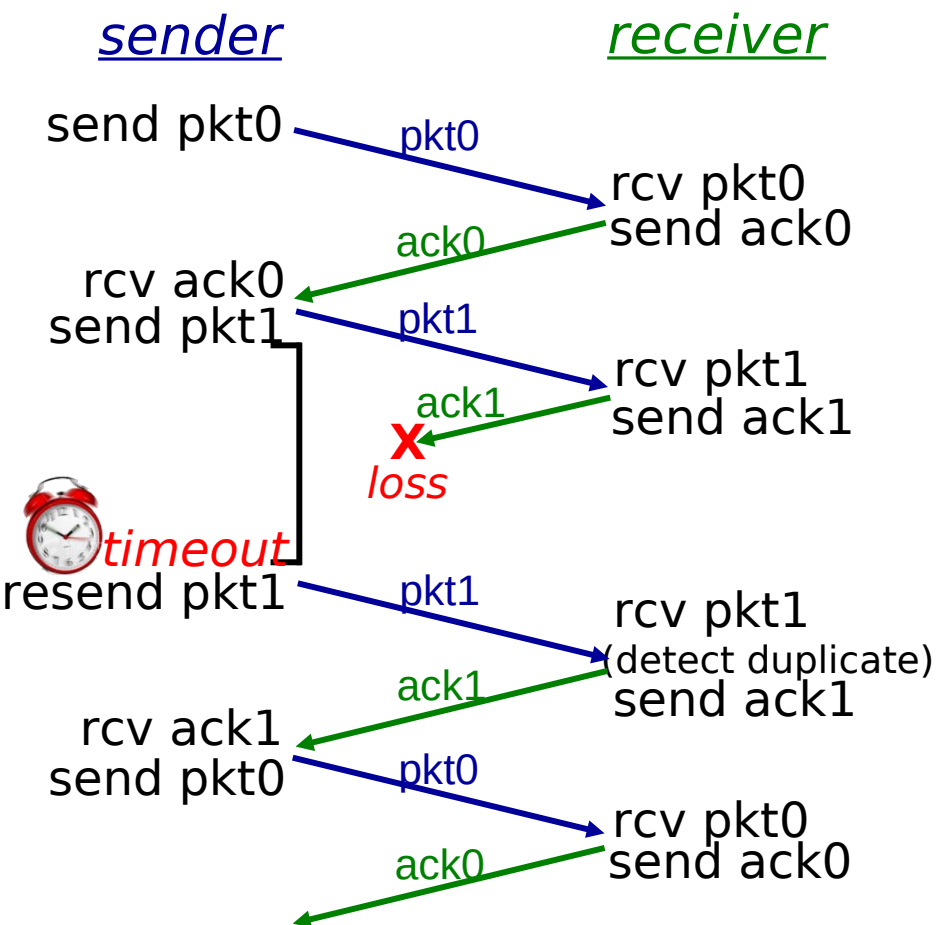 sender
receiver
send pkt0
pkt0
rcv pkt0
send ack0
ack0
rcv ack0
send pkt1
pkt1
rcv pkt1
send ack1
ack1
X
loss
timeout
resend pkt1
pkt1
rcv pkt1
(detect duplicate)
send ack1
ack1
rcv ack1
send pkt0
pkt0
rcv pkt0
send ack0
ack0